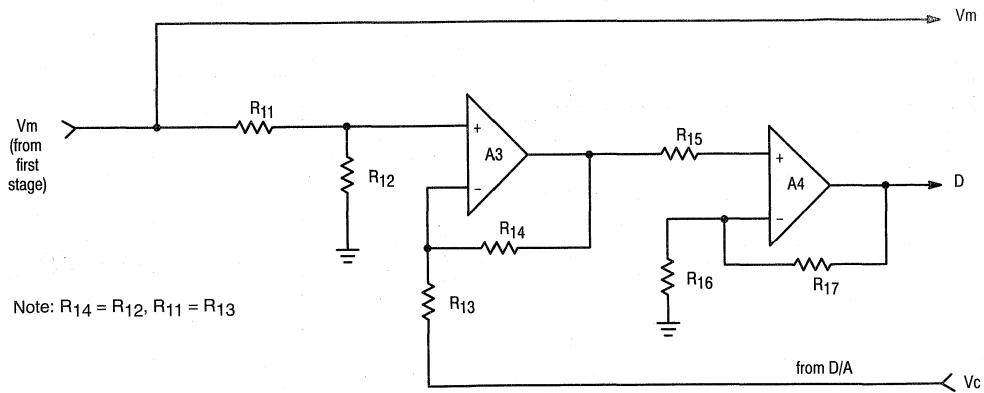 Vm
Vm
(from
first
stage)
R11
R12
+
A3
−
R14
R13
R15
+
A4
−
R16
R17
D
Note: R14 = R12, R11 = R13
from D/A
Vc